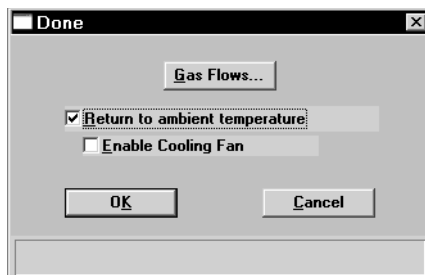 Done
Gas Flows...
Return to ambient temperature
Enable Cooling Fan
OK Cancel